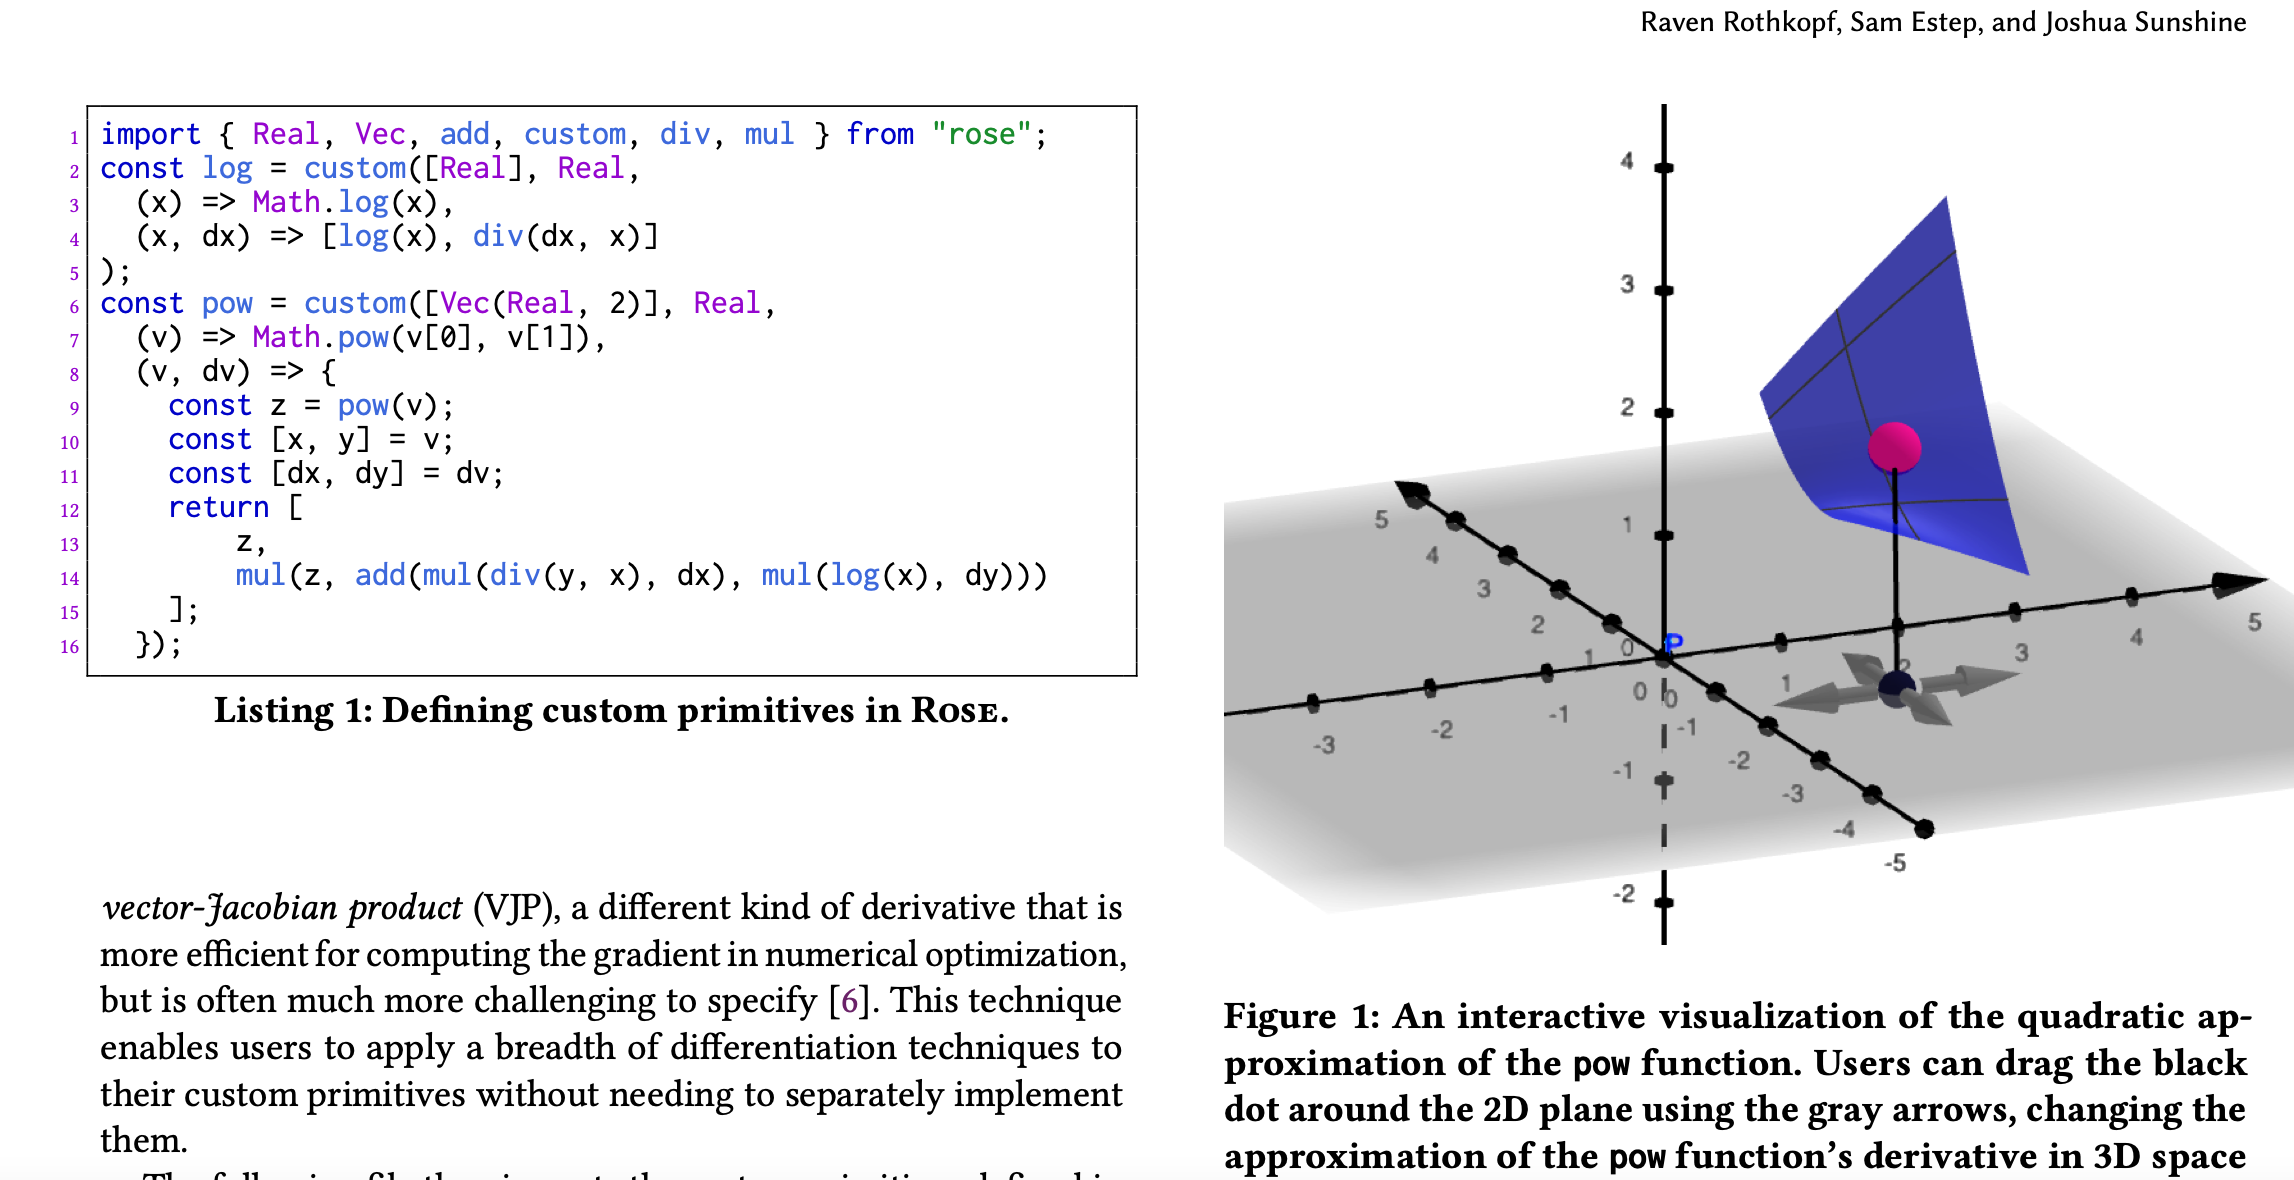 Raven Rothkopf, Sam Estep, and Joshua Sunshine
1 import { Real, Vec, add, custom, div, mul } from "rose";
2 const log = custom([Real], Real,
3 (x) => Math.log(x),
4 (x, dx) => [log(x), div(dx, x)]
5 );
6 const pow = custom([Vec(Real, 2)], Real,
7 (v) => Math.pow(v[0], v[1]),
8 (v, dv) => {
9 const z = pow(v);
10 const [x, y] = v;
11 const [dx, dy] = dv;
12 return [
13 z,
14 mul(z, add(mul(div(y, x), dx), mul(log(x), dy)))
15 ];
16 });
Listing 1: Defining custom primitives in ROSE.
vector-Jacobian product (VJP), a different kind of derivative that is
more efficient for computing the gradient in numerical optimization,
but is often much more challenging to specify [6]. This technique
enables users to apply a breadth of differentiation techniques to
their custom primitives without needing to separately implement
them.
4
3
2
1
0
-1
-2
5
4
3
2
1
0
-1
-2
-3
-4
-5
-3
-2
-1
0
1
2
3
4
5
P
Figure 1: An interactive visualization of the quadratic ap-
proximation of the pow function. Users can drag the black
dot around the 2D plane using the gray arrows, changing the
approximation of the pow function's derivative in 3D space